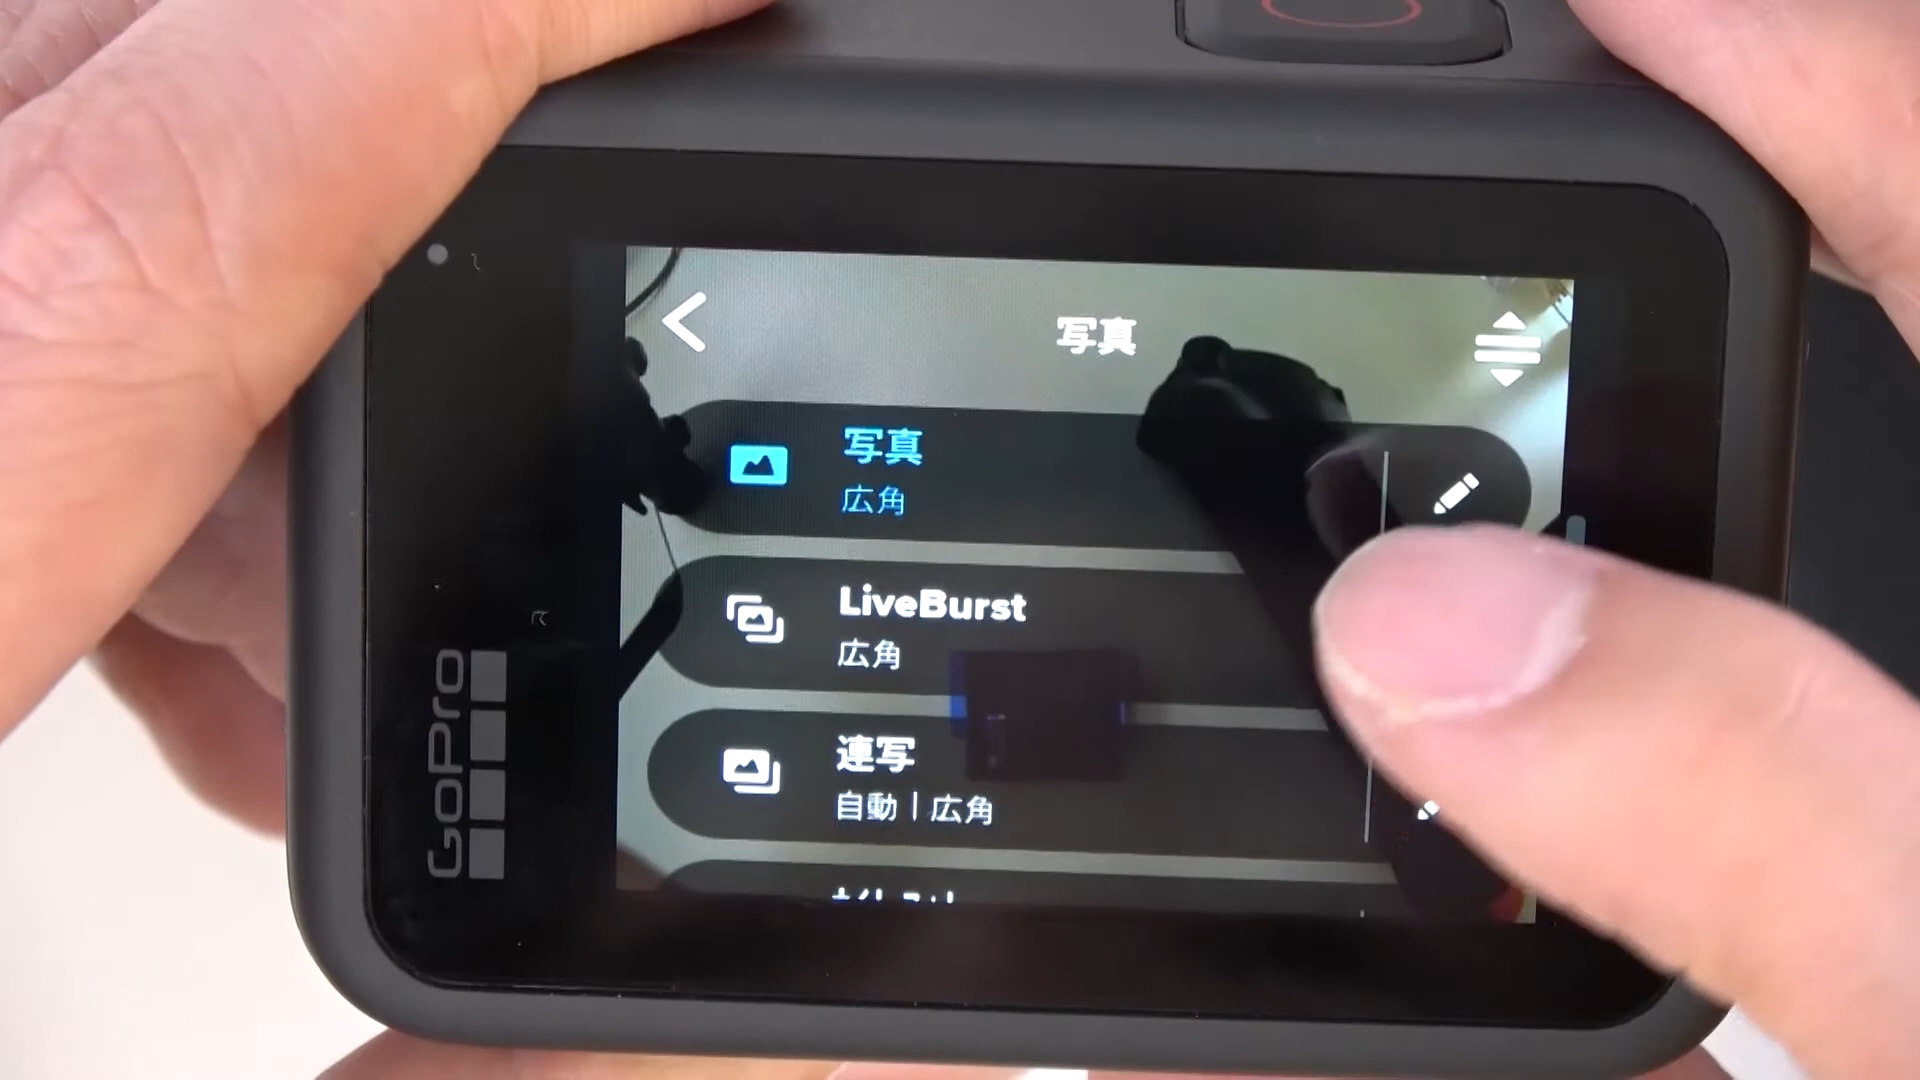 写真
写真
広角
LiveBurst
広角
連写
自動 | 広角
GoPro